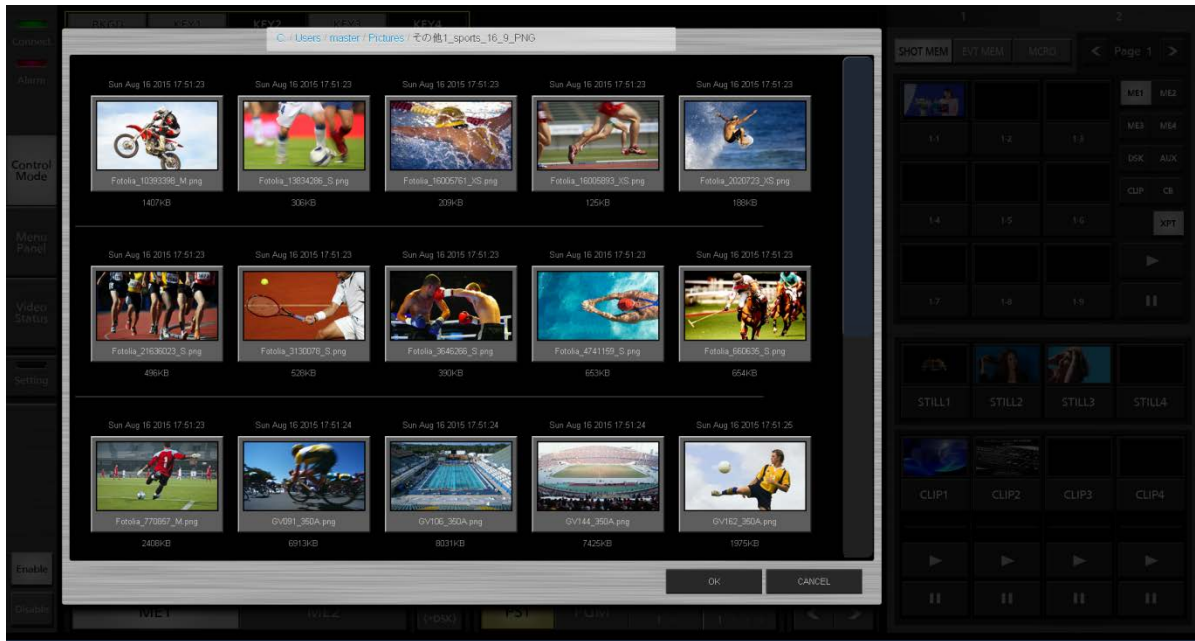 BKGD KEY1 KEY2 KEY3 KEY4
C: / Users / master / Pictures / その他1_sports_16_9_PNG
1 2
Connect
Alarm
Control Mode
Menu Panel
Video Status
Setting
Enable
Disable
Sun Aug 16 2015 17:51:23 Sun Aug 16 2015 17:51:23 Sun Aug 16 2015 17:51:23 Sun Aug 16 2015 17:51:23 Sun Aug 16 2015 17:51:23
Fotolia_10393398_M.png Fotolia_13834286_S.png Fotolia_16005761_XS.png Fotolia_16005893_XS.png Fotolia_2020723_XS.png
1407KB 306KB 209KB 125KB 188KB
Sun Aug 16 2015 17:51:23 Sun Aug 16 2015 17:51:23 Sun Aug 16 2015 17:51:23 Sun Aug 16 2015 17:51:23 Sun Aug 16 2015 17:51:23
Fotolia_21636023_S.png Fotolia_3130078_S.png Fotolia_3646266_S.png Fotolia_4741159_S.png Fotolia_660635_S.png
496KB 528KB 390KB 653KB 654KB
Sun Aug 16 2015 17:51:23 Sun Aug 16 2015 17:51:24 Sun Aug 16 2015 17:51:24 Sun Aug 16 2015 17:51:24 Sun Aug 16 2015 17:51:25
Fotolia_770857_M.png GV091_350A.png GV106_350A.png GV144_350A.png GV162_350A.png
2408KB 6913KB 8031KB 7425KB 1975KB
OK CANCEL
ME1 ME2 (+DSK) PST PGM 1 1
SHOT MEM EVT MEM MCRO Page 1
ME1 ME2
1-1 1-2 1-3
ME3 ME4
DSK AUX
CLIP CB
1-4 1-5 1-6
XPT
1-7 1-8 1-9
STILL1 STILL2 STILL3 STILL4
CLIP1 CLIP2 CLIP3 CLIP4